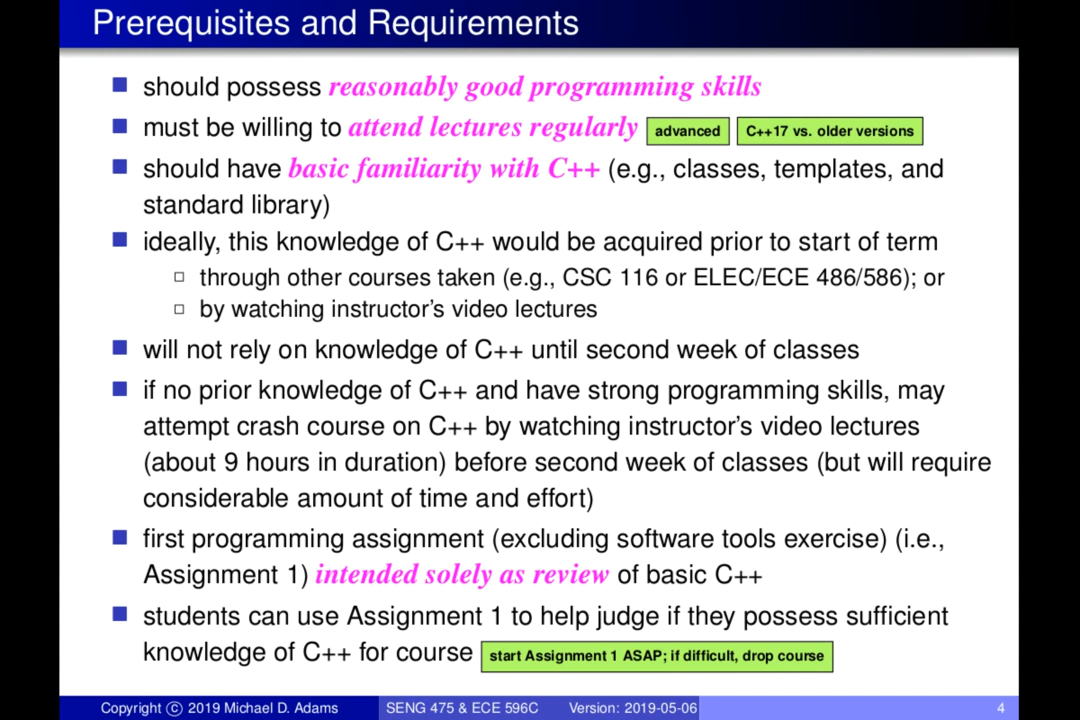 Prerequisites and Requirements
should possess reasonably good programming skills
must be willing to attend lectures regularly advanced C++17 vs. older versions
should have basic familiarity with C++ (e.g., classes, templates, and
standard library)
ideally, this knowledge of C++ would be acquired prior to start of term
through other courses taken (e.g., CSC 116 or ELEC/ECE 486/586); or
by watching instructor's video lectures
will not rely on knowledge of C++ until second week of classes
if no prior knowledge of C++ and have strong programming skills, may
attempt crash course on C++ by watching instructor's video lectures
(about 9 hours in duration) before second week of classes (but will require
considerable amount of time and effort)
first programming assignment (excluding software tools exercise) (i.e.,
Assignment 1) intended solely as review of basic C++
students can use Assignment 1 to help judge if they possess sufficient
knowledge of C++ for course start Assignment 1 ASAP; if difficult, drop course
Copyright © 2019 Michael D. Adams SENG 475 & ECE 596C Version: 2019-05-06 4